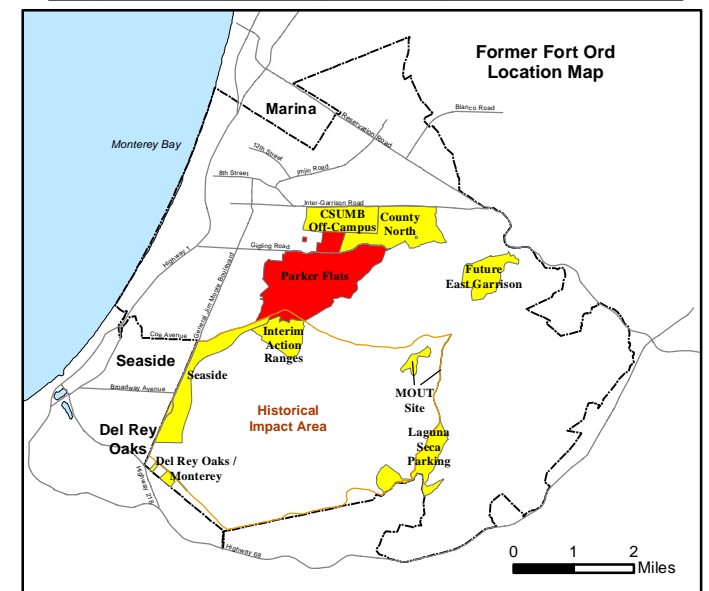 Former Fort Ord
Location Map
Marina
Blanco Road
Reservation Road
Monterey Bay
12th Street
Imjin Road
8th Street
Inter-Garrison Road
CSUMB
Off-Campus
County
North
Gigling Road
Highway 1
Parker Flats
Future
East Garrison
General Jim Moore Boulevard
Coe Avenue
Interim
Action
Ranges
Seaside
Seaside
Broadway Avenue
MOUT
Site
Historical
Impact Area
Del Rey
Oaks
Laguna
Seca
Parking
Del Rey Oaks /
Monterey
Highway 218
Highway 68
0 1 2
Miles